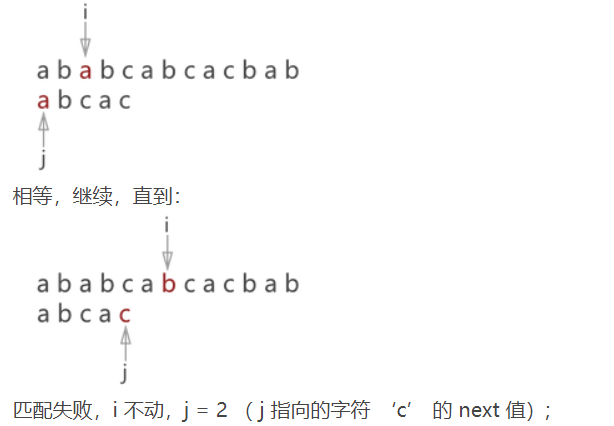 i
a b a b c a b c a c b a b
a b c a c
j
相等，继续，直到：
i
a b a b c a b c a c b a b
a b c a c
j
匹配失败，i 不动，j = 2 （ j 指向的字符 ‘c’ 的 next 值）;